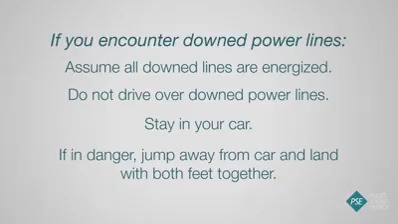 If you encounter downed power lines:
Assume all downed lines are energized.
Do not drive over downed power lines.
Stay in your car.
If in danger, jump away from car and land
with both feet together.
PSE